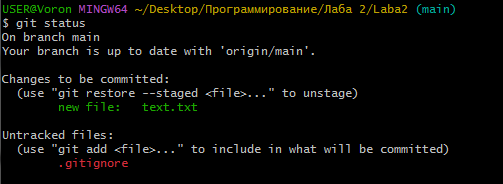 USER@Voron MINGW64 ~/Desktop/Программирование/Лаба 2/Laba2 (main)
$ git status
On branch main
Your branch is up to date with 'origin/main'.
Changes to be committed:
(use "git restore --staged <file>..." to unstage)
new file: text.txt
Untracked files:
(use "git add <file>..." to include in what will be committed)
.gitignore